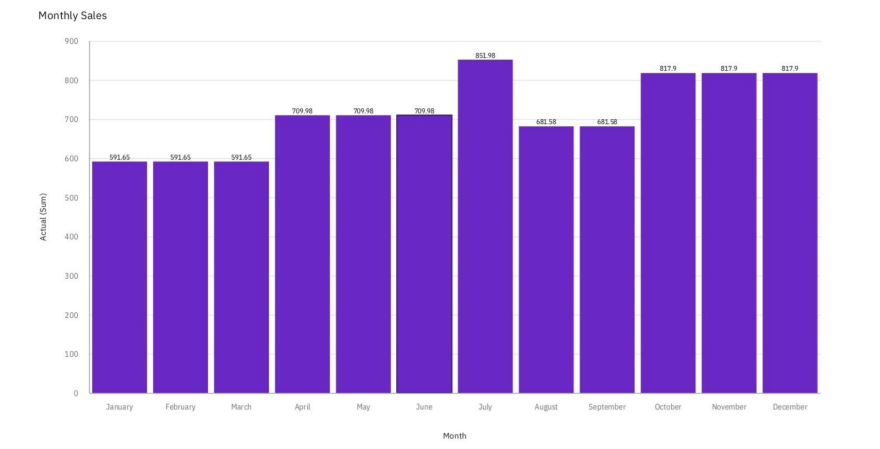 Monthly Sales
900
800
700
600
500
400
300
200
100
0
Actual (Sum)
591.65 591.65 591.65 709.98 709.98 709.98 851.98 681.58 681.58 817.9 817.9 817.9
January February March April May June July August September October November December
Month